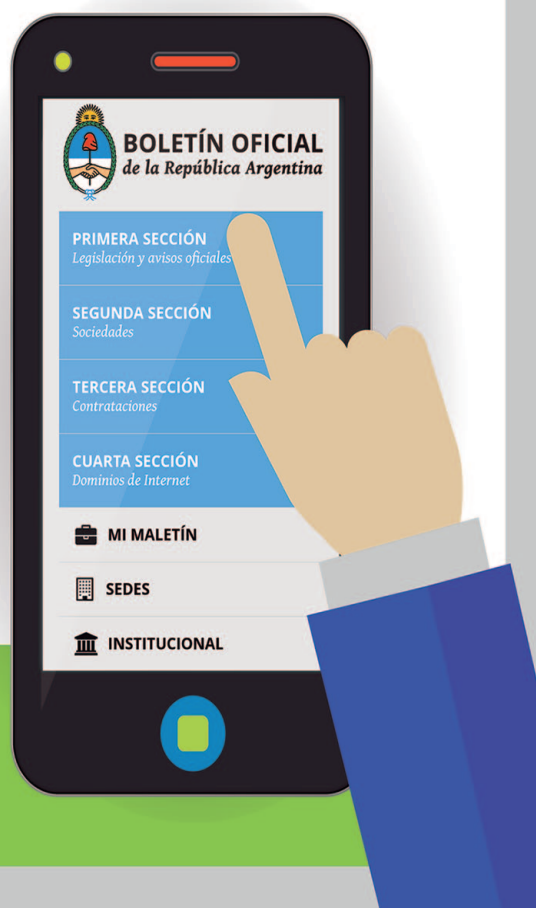 BOLETÍN OFICIAL
de la República Argentina
PRIMERA SECCIÓN
Legislación y avisos oficiales
SEGUNDA SECCIÓN
Sociedades
TERCERA SECCIÓN
Contrataciones
CUARTA SECCIÓN
Dominios de Internet
MI MALETÍN
SEDES
INSTITUCIONAL